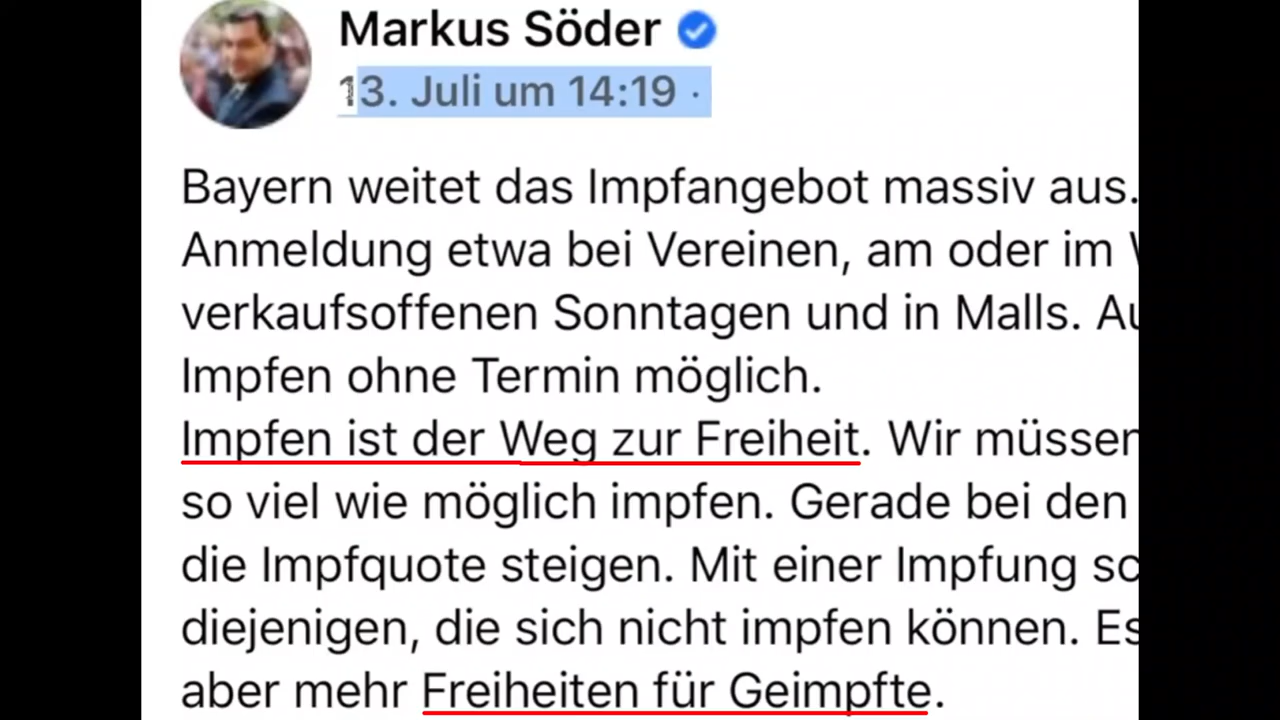 Markus Söder
13. Juli um 14:19 ·
Bayern weitet das Impfangebot massiv aus.
Anmeldung etwa bei Vereinen, am oder im
verkaufsoffenen Sonntagen und in Malls.
Impfen ohne Termin möglich.
Impfen ist der Weg zur Freiheit. Wir müssen
so viel wie möglich impfen. Gerade bei den
die Impfquote steigen. Mit einer Impfung
diejenigen, die sich nicht impfen können. Es
aber mehr Freiheiten für Geimpfte.